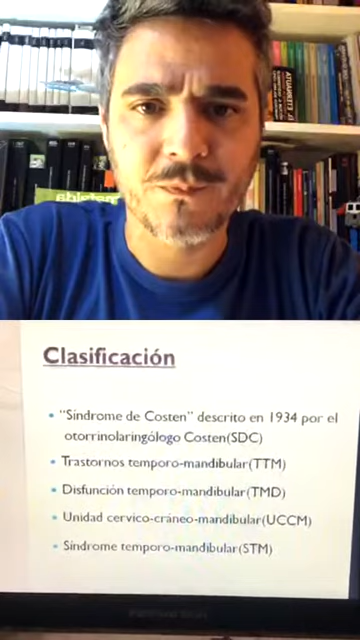 Clasificación
• "Síndrome de Costen" descrito en 1934 por el
otorrinolaringólogo Costen(SDC)
• Trastornos temporo-mandibular(TTM)
• Disfunción temporo-mandibular(TMD)
• Unidad cervico-cráneo-mandibular(UCCM)
• Síndrome temporo-mandibular(STM)